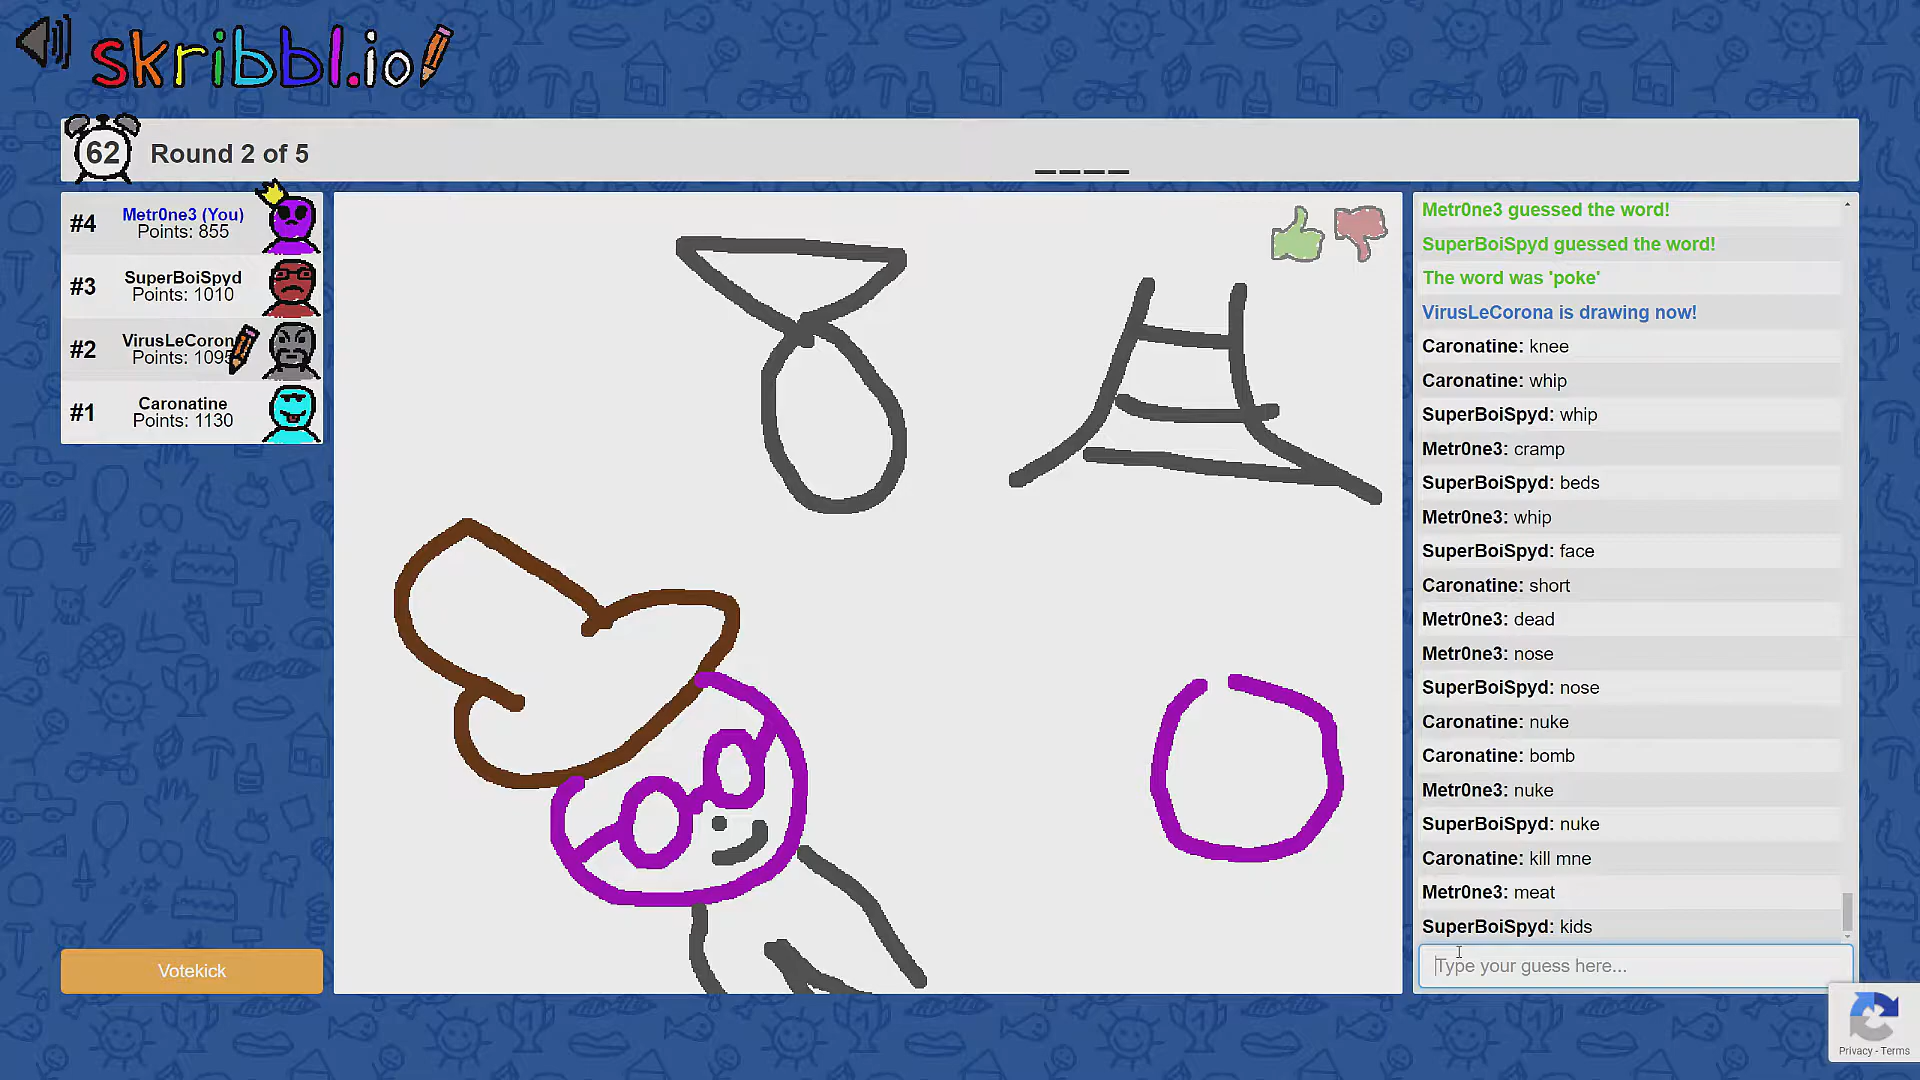 skribbl.io
62
Round 2 of 5
____
#4
Metr0ne3 (You)
Points: 855
#3
SuperBoiSpyd
Points: 1010
#2
VirusLeCoron
Points: 1095
#1
Caronatine
Points: 1130
Votekick
Metr0ne3 guessed the word!
SuperBoiSpyd guessed the word!
The word was 'poke'
VirusLeCorona is drawing now!
Caronatine: knee
Caronatine: whip
SuperBoiSpyd: whip
Metr0ne3: cramp
SuperBoiSpyd: beds
Metr0ne3: whip
SuperBoiSpyd: face
Caronatine: short
Metr0ne3: dead
Metr0ne3: nose
SuperBoiSpyd: nose
Caronatine: nuke
Caronatine: bomb
Metr0ne3: nuke
SuperBoiSpyd: nuke
Caronatine: kill mne
Metr0ne3: meat
SuperBoiSpyd: kids
Type your guess here...
Privacy - Terms